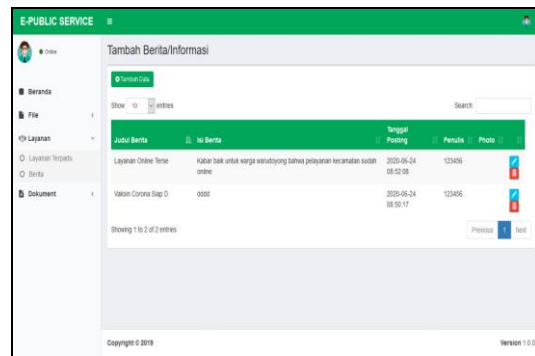 E-PUBLIC SERVICE
Online
Beranda
File
Layanan
Layanan Terpadu
Berita
Dokument
Tambah Berita/Informasi
Tambah Data
Show 10 entries
Search:
Judul Berita Isi Berita Tanggal Posting Penulis Photo
Layanan Online Terse Kabar baik untuk warga warudoyong bahwa pelayanan kecamatan sudah online 2020-06-24 08:52:08 123456
Vaksin Corona Siap D dddd 2020-06-24 08:50:17 123456
Showing 1 to 2 of 2 entries
Previous 1 Next
Copyright © 2019
Version 1.0.0